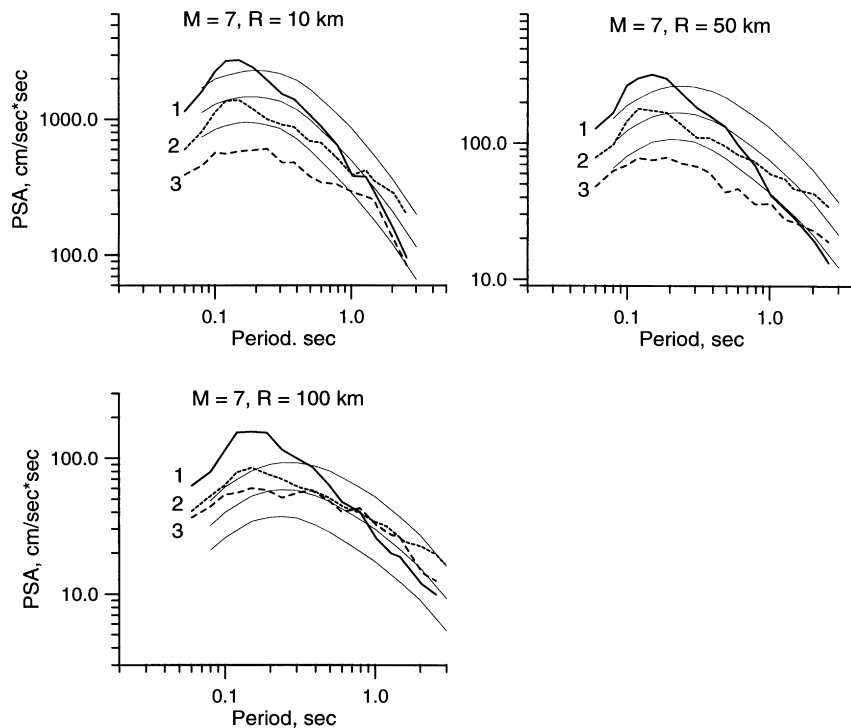 M = 7, R = 10 km
PSA, cm/sec*sec
1000.0
100.0
1
2
3
0.1
1.0
Period. sec
M = 7, R = 50 km
100.0
10.0
1
2
3
0.1
1.0
Period, sec
M = 7, R = 100 km
PSA, cm/sec*sec
100.0
10.0
1
2
3
0.1
1.0
Period, sec